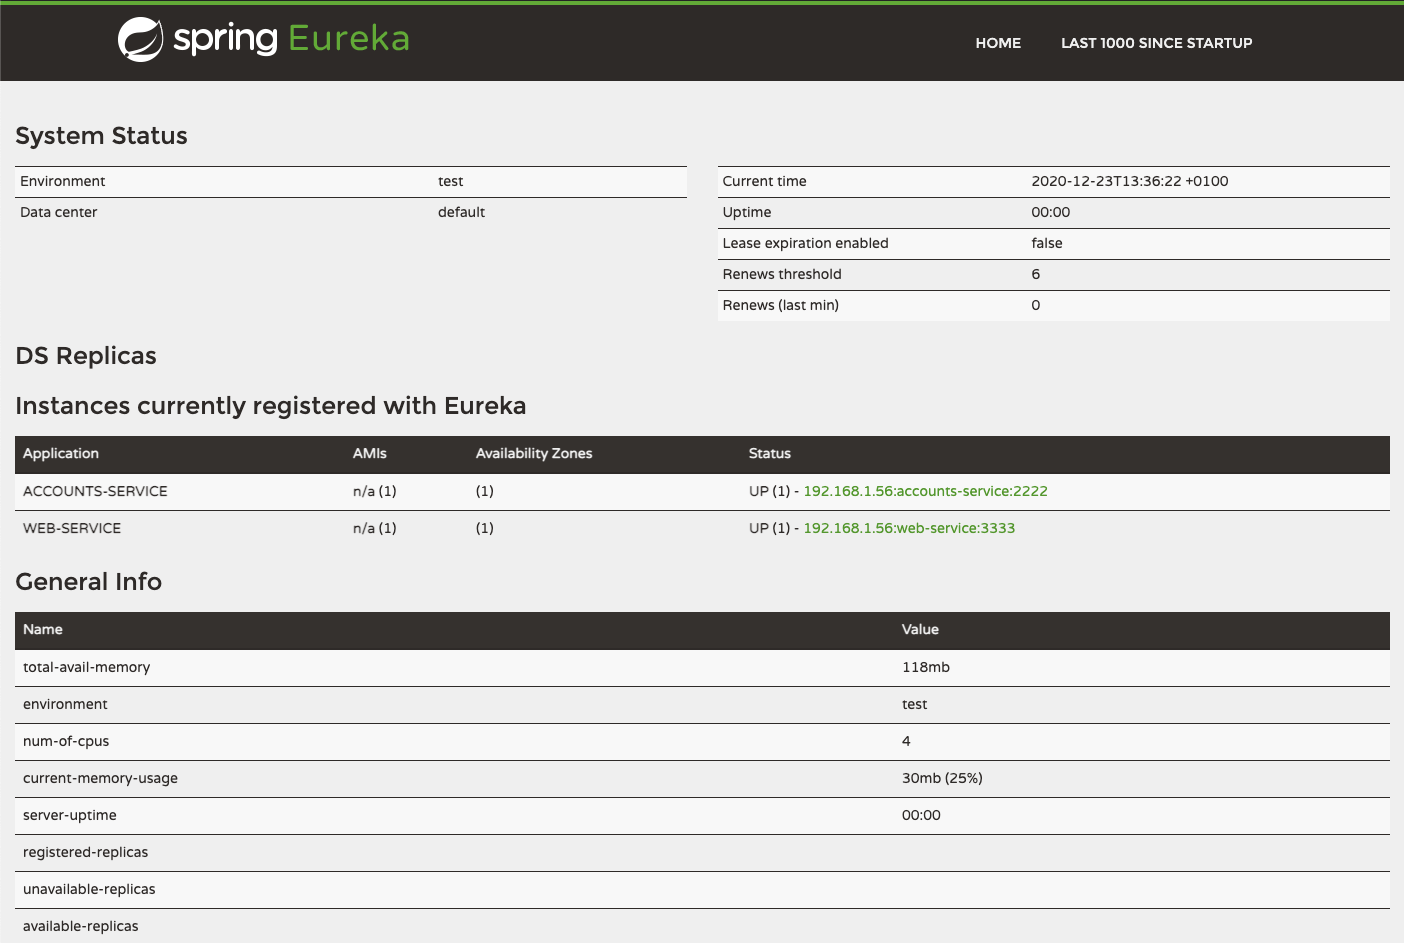 spring Eureka HOME LAST 1000 SINCE STARTUP
System Status
Environment test
Data center default
Current time 2020-12-23T13:36:22 +0100
Uptime 00:00
Lease expiration enabled false
Renews threshold 6
Renews (last min) 0
DS Replicas
Instances currently registered with Eureka
Application AMIs Availability Zones Status
ACCOUNTS-SERVICE n/a (1) (1) UP (1) - 192.168.1.56:accounts-service:2222
WEB-SERVICE n/a (1) (1) UP (1) - 192.168.1.56:web-service:3333
General Info
Name Value
total-avail-memory 118mb
environment test
num-of-cpus 4
current-memory-usage 30mb (25%)
server-uptime 00:00
registered-replicas
unavailable-replicas
available-replicas